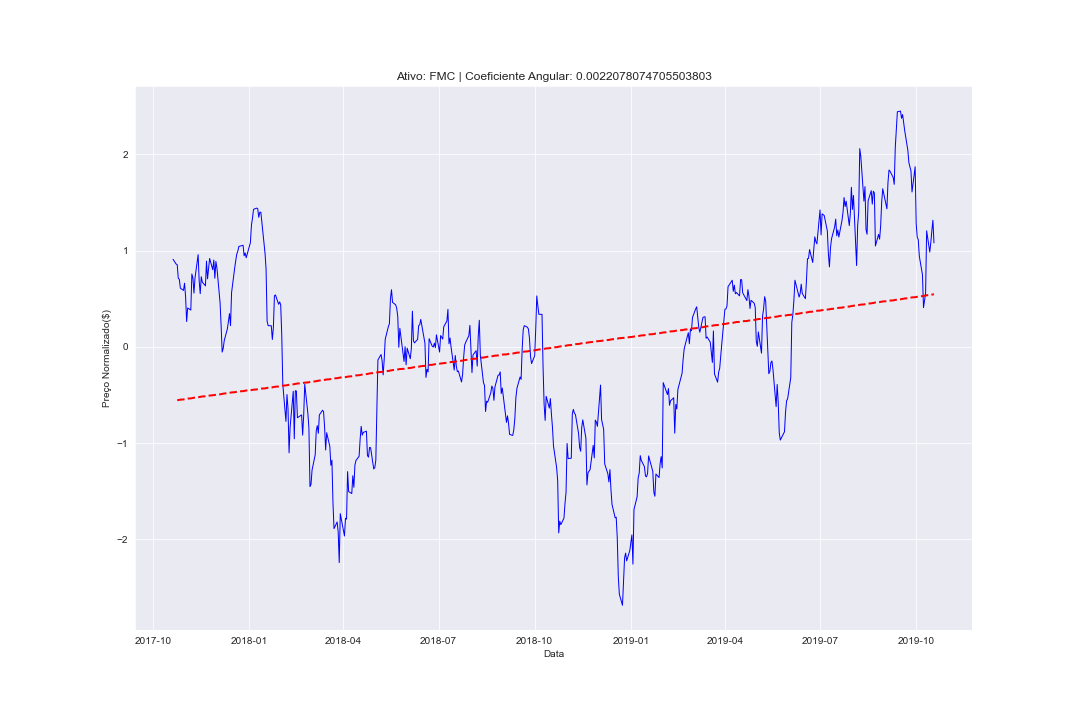 Ativo: FMC | Coeficiente Angular: 0.0022078074705503803
Preço Normalizado($)
2
1
0
−1
−2
2017-10 2018-01 2018-04 2018-07 2018-10 2019-01 2019-04 2019-07 2019-10
Data